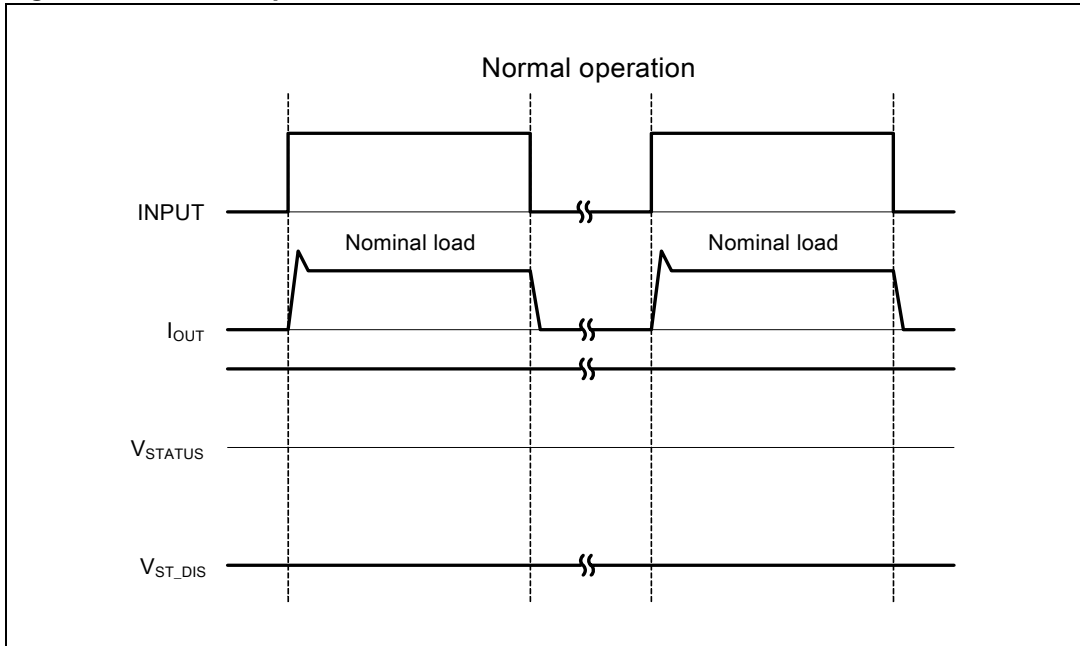 Normal operation
INPUT
Nominal load
Nominal load
I_OUT
V_STATUS
V_ST_DIS